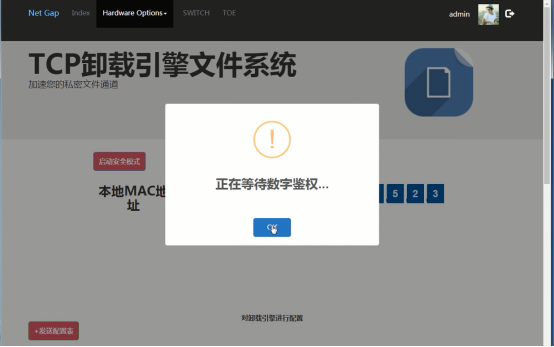 Net Gap Index Hardware Options SWITCH TOE admin
TCP卸载引擎文件系统
加速您的私密文件通道
启动安全模式
正在等待数字鉴权...
本地MAC地
址
5 2 3
OK
对卸载引擎进行配置
+发送配置态